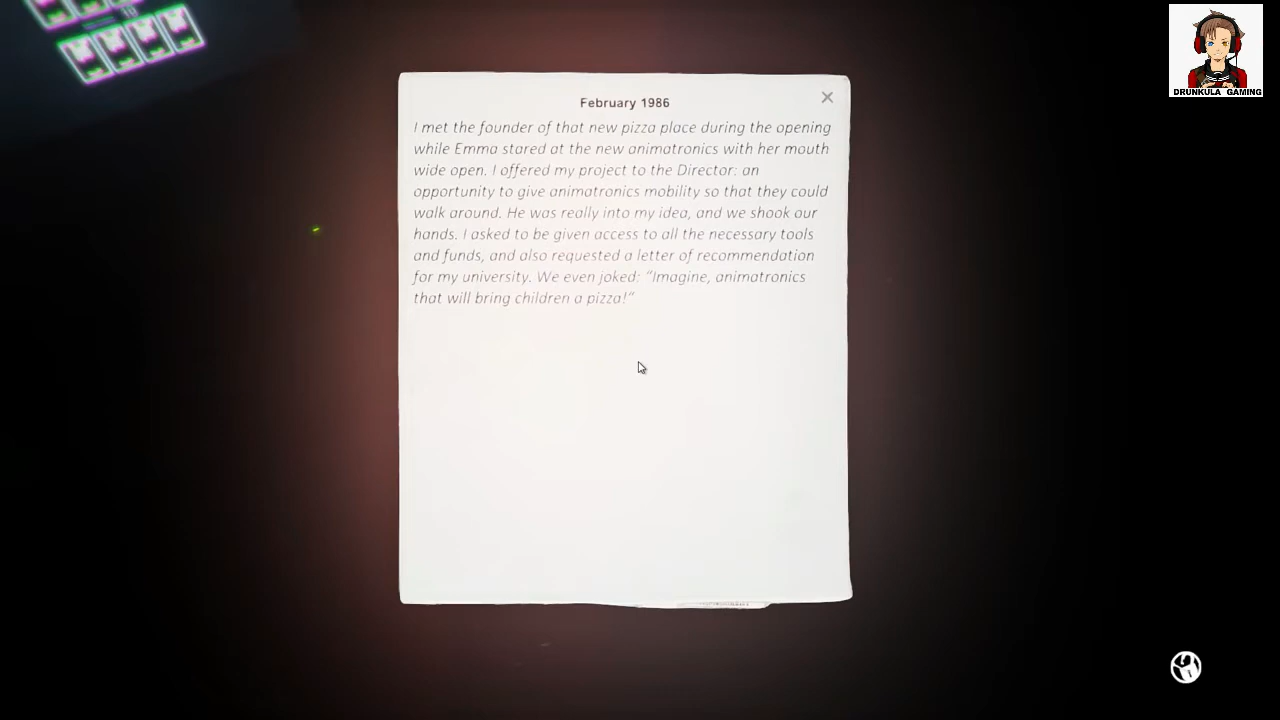 DRUNKULA GAMING
February 1986
I met the founder of that new pizza place during the opening
while Emma stared at the new animatronics with her mouth
wide open. I offered my project to the Director: an
opportunity to give animatronics mobility so that they could
walk around. He was really into my idea, and we shook our
hands. I asked to be given access to all the necessary tools
and funds, and also requested a letter of recommendation
for my university. We even joked: “Imagine, animatronics
that will bring children a pizza!”